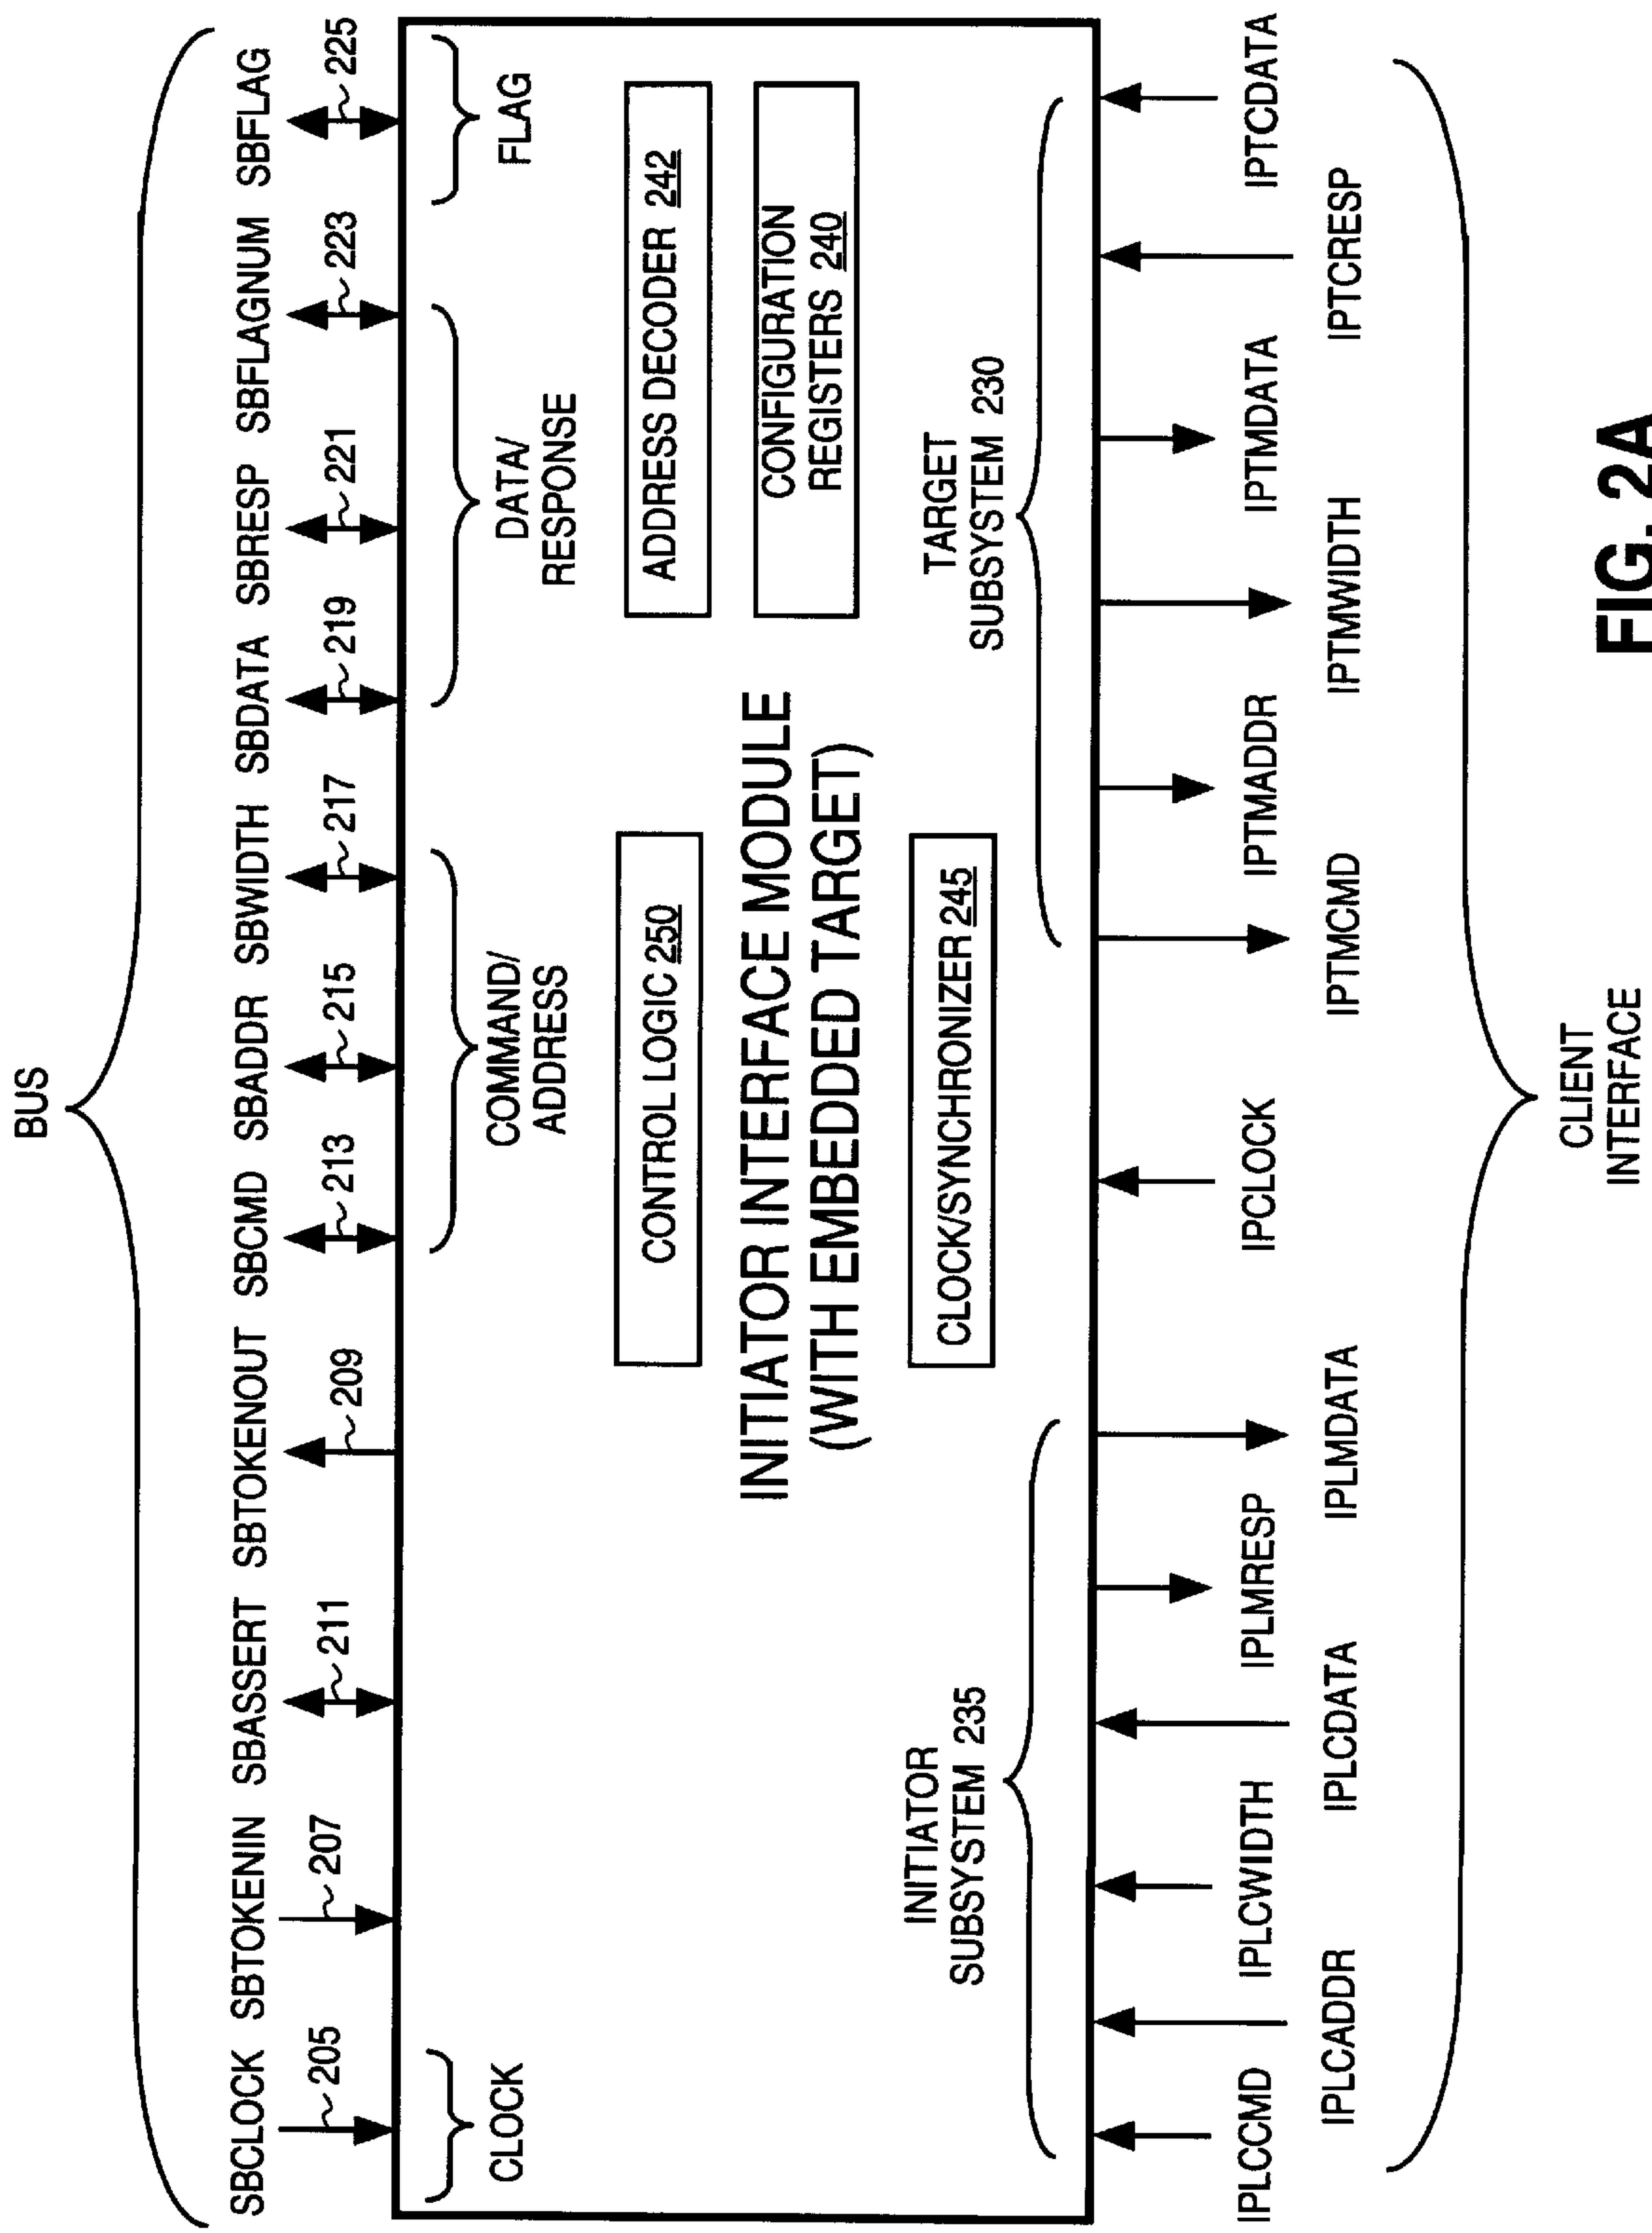 BUS
SBCLOCK SBTOKENIN SBASSERT SBTOKENOUT SBCMD SBADDR SBWIDTH SBDATA SBRESP SBFLAGNUM SBFLAG
205 207 211 209 213 215 217 219 221 223 225
CLOCK
COMMAND/
ADDRESS
DATA/
RESPONSE
FLAG
CONTROL LOGIC 250
ADDRESS DECODER 242
INITIATOR INTERFACE MODULE
(WITH EMBEDDED TARGET)
CONFIGURATION
REGISTERS 240
CLOCK/SYNCHRONIZER 245
INITIATOR
SUBSYSTEM 235
TARGET
SUBSYSTEM 230
IPLCCMD IPLCWIDTH IPLMRESP IPCLOCK IPTMADDR IPTMDATA IPTCDATA
IPLCADDR IPLCDATA IPLMDATA IPTMCMD IPTMWIDTH IPTCRESP
CLIENT
INTERFACE
FIG. 2A